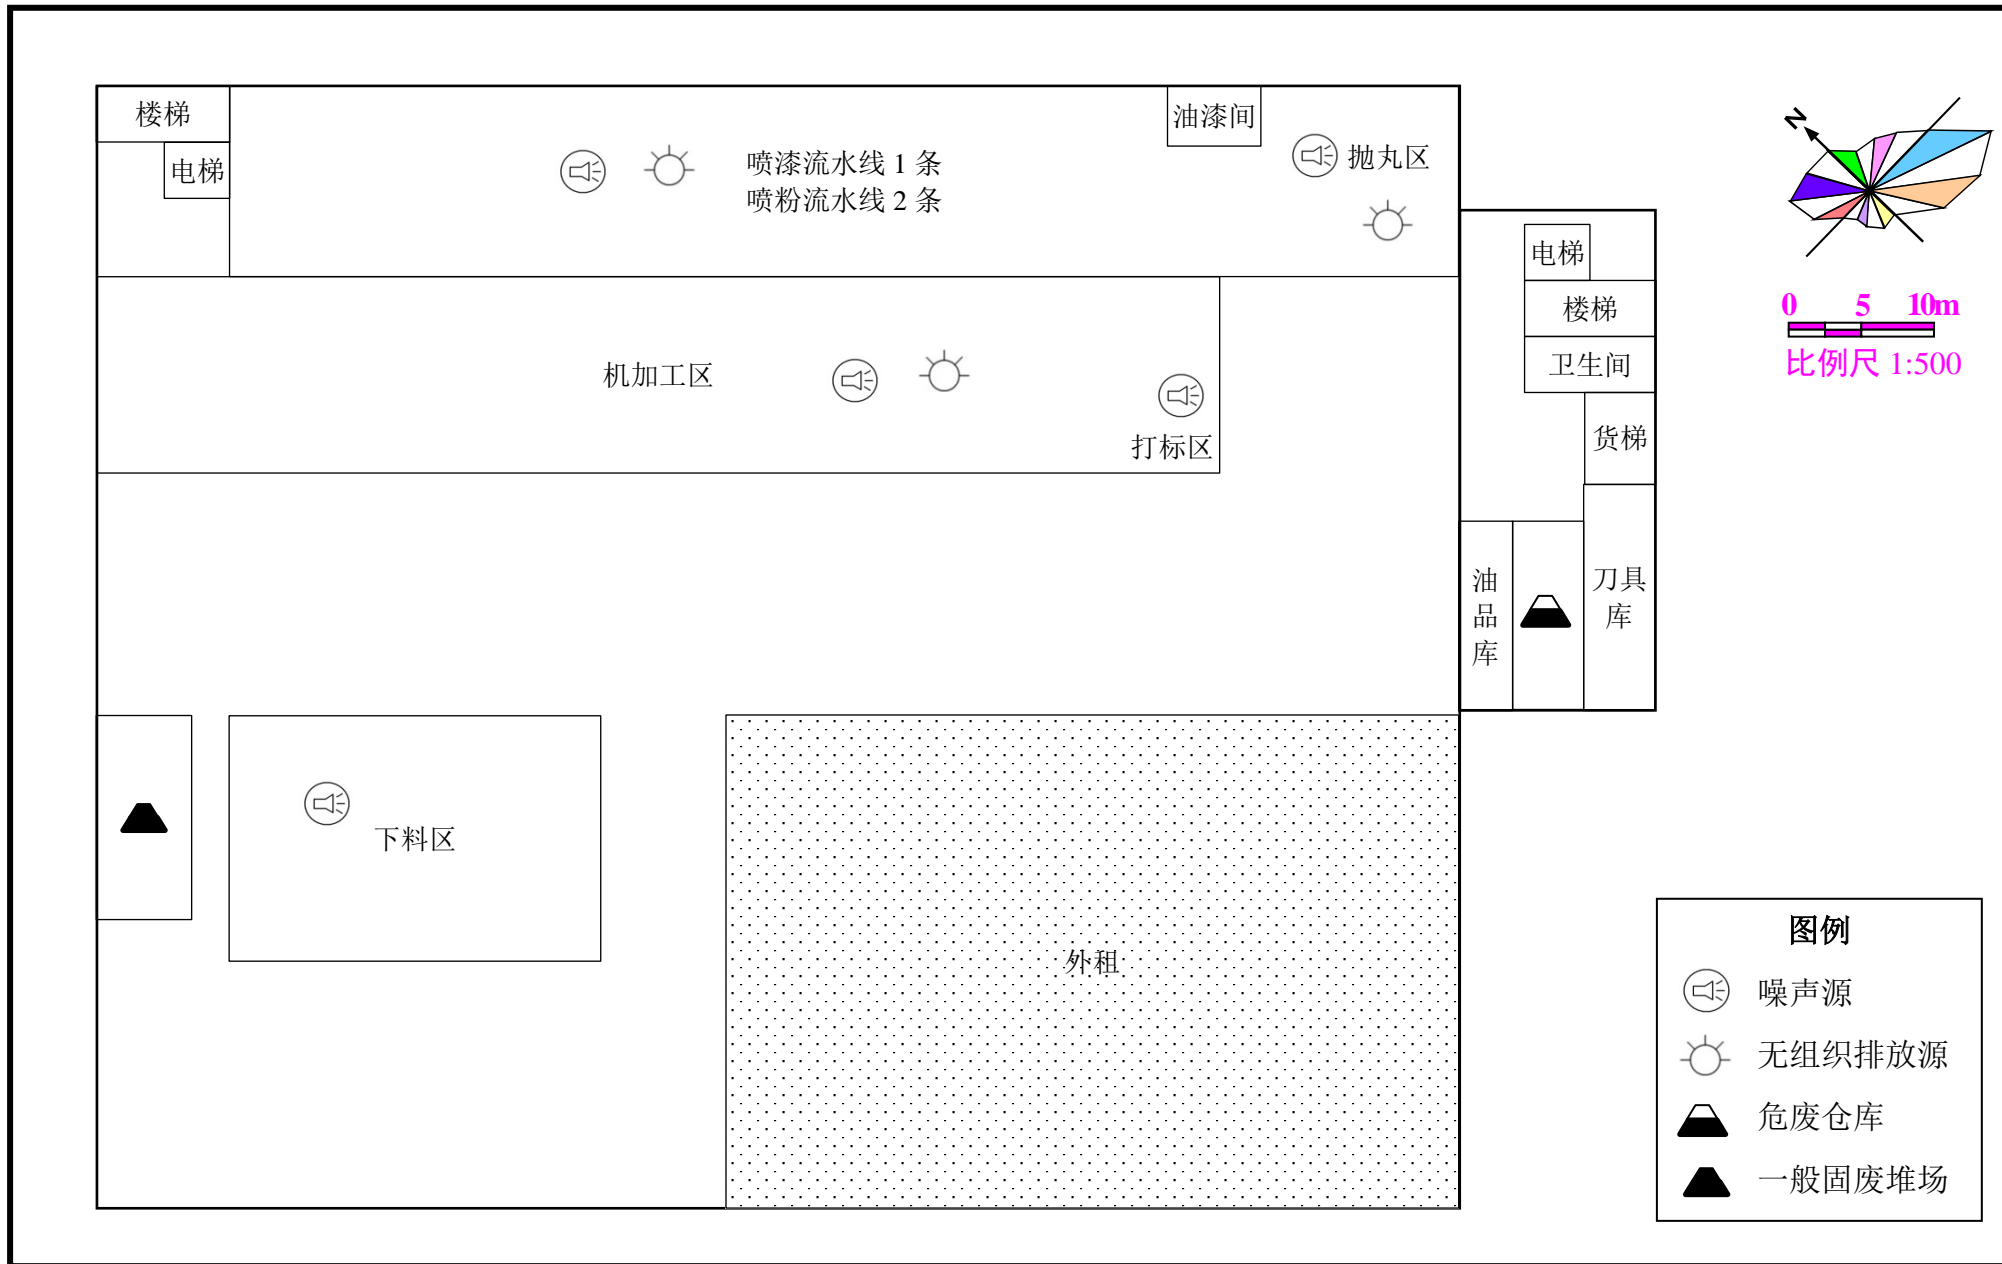 楼梯
电梯
喷漆流水线 1 条
喷粉流水线 2 条
油漆间
抛丸区
N
0 5 10m
比例尺 1:500
电梯
楼梯
卫生间
货梯
机加工区
打标区
油品库
刀具库
下料区
外租
图例
噪声源
无组织排放源
危废仓库
一般固废堆场